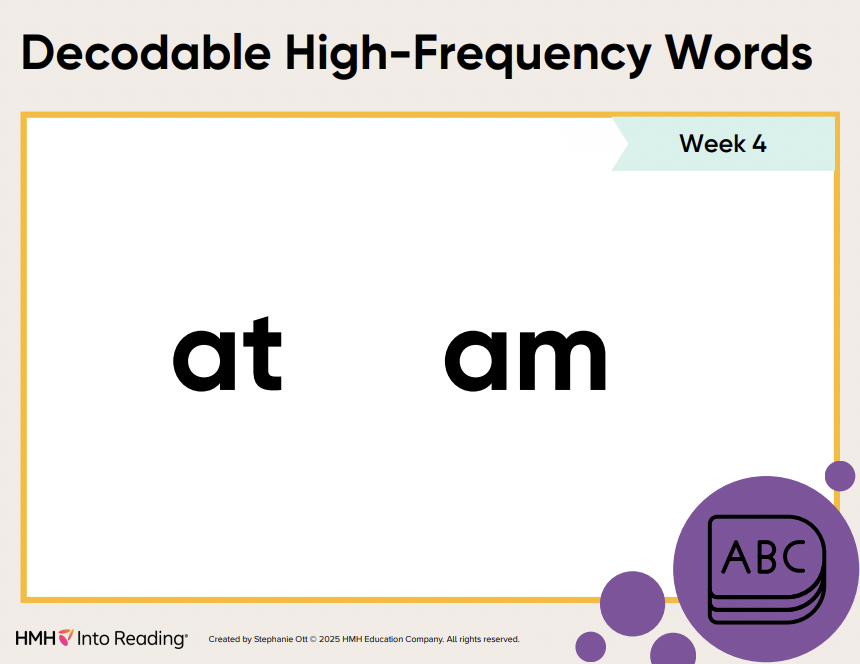 Decodable High-Frequency Words
Week 4
at am
ABC
HMH Into Reading®
Created by Stephanie Ott © 2025 HMH Education Company. All rights reserved.